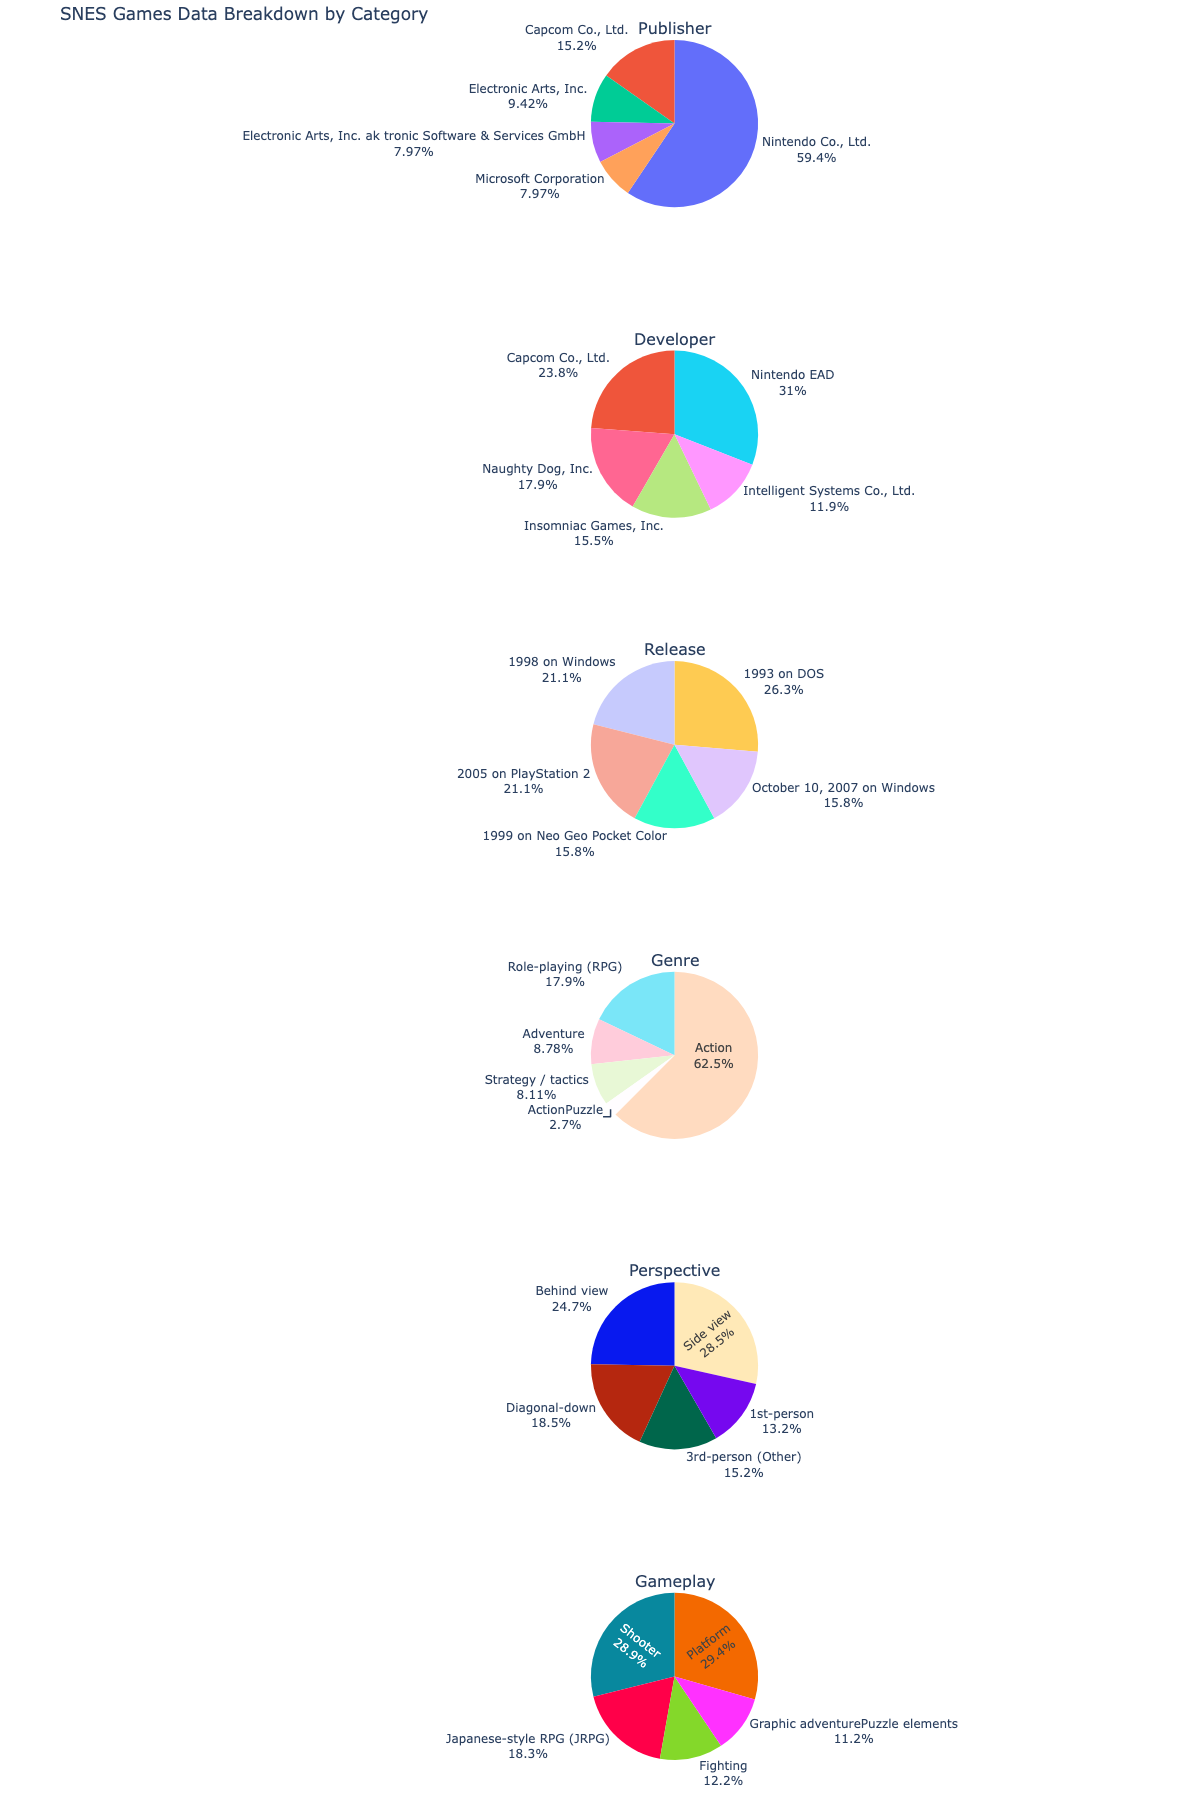 SNES Games Data Breakdown by Category
Publisher
Capcom Co., Ltd.
15.2%
Electronic Arts, Inc.
9.42%
Electronic Arts, Inc. ak tronic Software & Services GmbH
7.97%
Microsoft Corporation
7.97%
Nintendo Co., Ltd.
59.4%
Developer
Capcom Co., Ltd.
23.8%
Nintendo EAD
31%
Naughty Dog, Inc.
17.9%
Intelligent Systems Co., Ltd.
11.9%
Insomniac Games, Inc.
15.5%
Release
1998 on Windows
21.1%
1993 on DOS
26.3%
2005 on PlayStation 2
21.1%
October 10, 2007 on Windows
15.8%
1999 on Neo Geo Pocket Color
15.8%
Genre
Role-playing (RPG)
17.9%
Adventure
8.78%
Action
62.5%
Strategy / tactics
8.11%
ActionPuzzle
2.7%
Perspective
Behind view
24.7%
Side view
28.5%
Diagonal-down
18.5%
1st-person
13.2%
3rd-person (Other)
15.2%
Gameplay
Shooter
28.9%
Platform
29.4%
Japanese-style RPG (JRPG)
18.3%
Graphic adventurePuzzle elements
11.2%
Fighting
12.2%